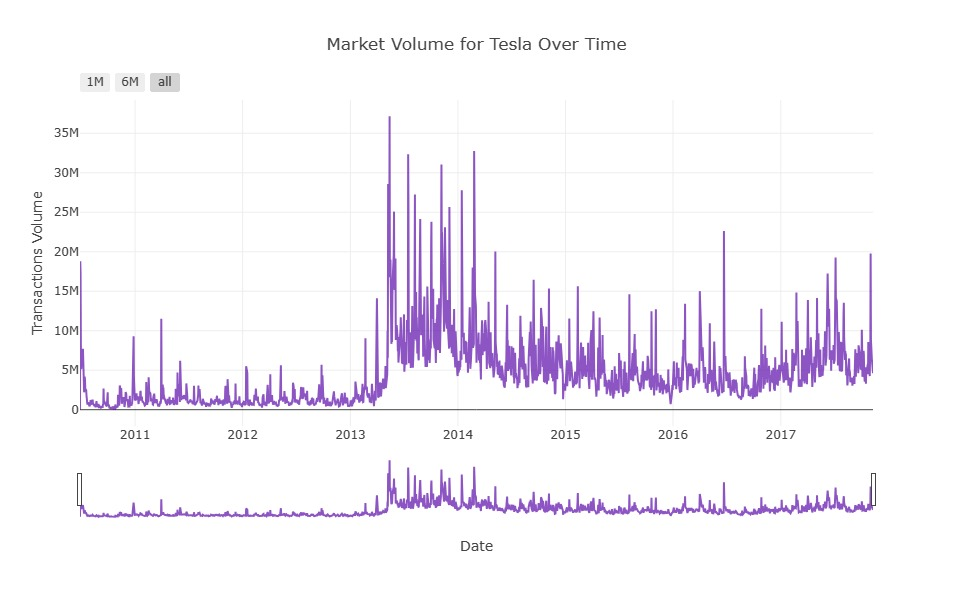 Market Volume for Tesla Over Time
1M 6M all
35M
30M
25M
20M
15M
10M
5M
0
Transactions Volume
2011 2012 2013 2014 2015 2016 2017
Date